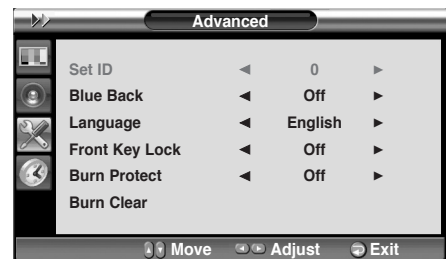 Advanced
Set ID 0
Blue Back Off
Language English
Front Key Lock Off
Burn Protect Off
Burn Clear
Move Adjust Exit